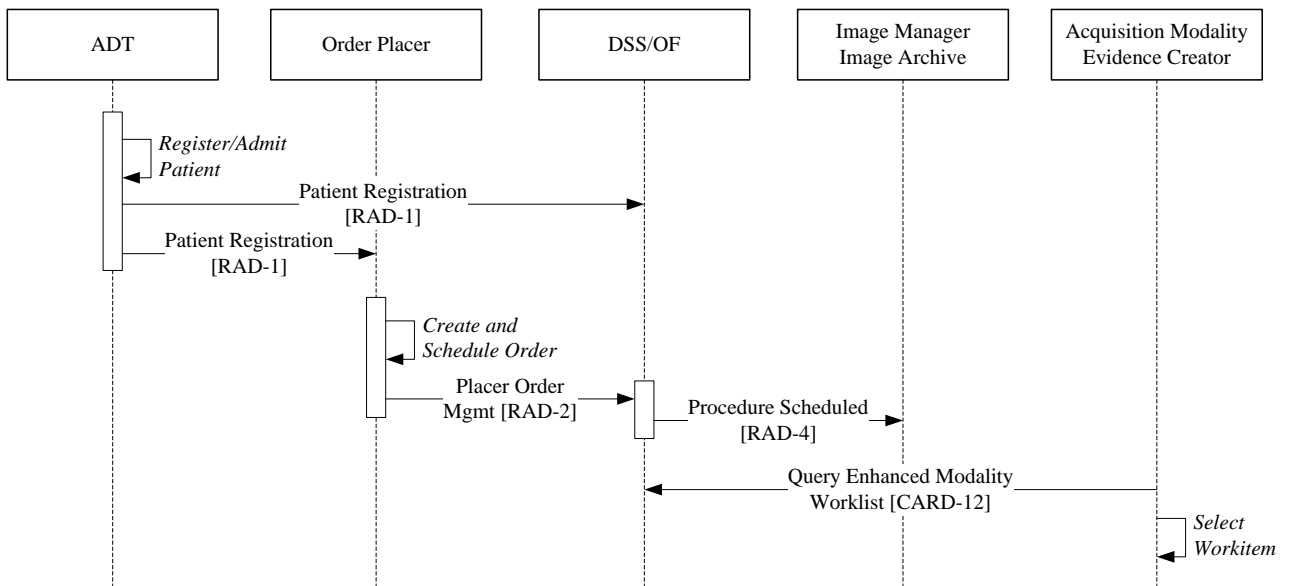 ADT
Order Placer
DSS/OF
Image Manager
Image Archive
Acquisition Modality
Evidence Creator
Register/Admit
Patient
Patient Registration
[RAD-1]
Patient Registration
[RAD-1]
Create and
Schedule Order
Placer Order
Mgmt [RAD-2]
Procedure Scheduled
[RAD-4]
Query Enhanced Modality
Worklist [CARD-12]
Select
Workitem